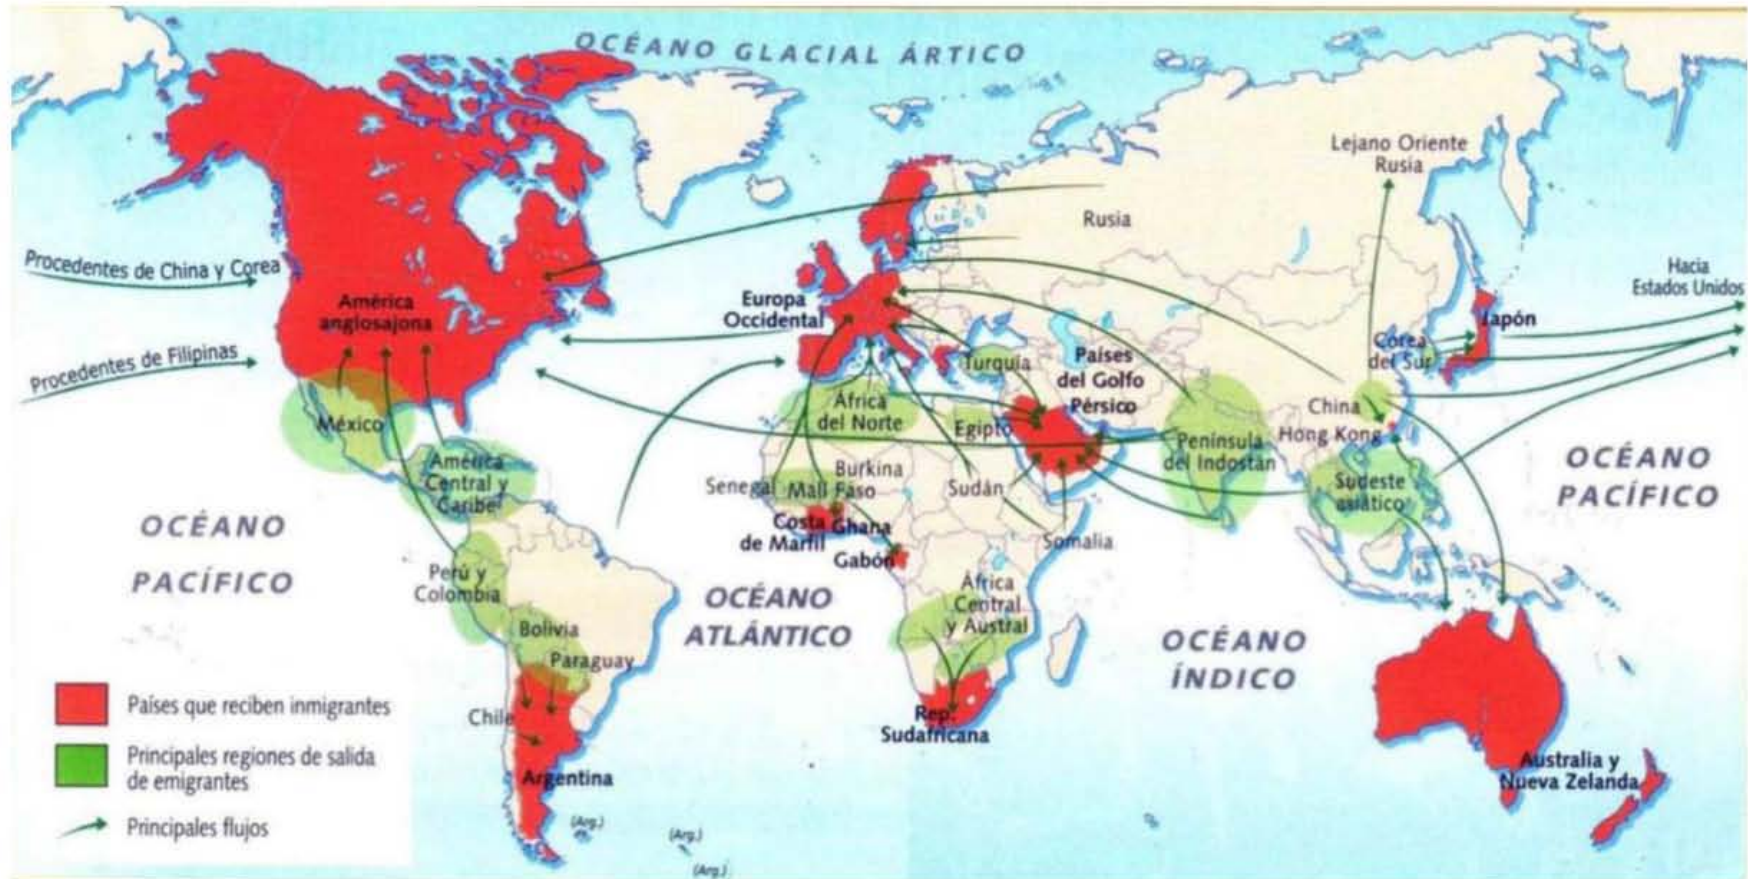 OCÉANO GLACIAL ÁRTICO
Lejano Oriente
Rusia
Rusia
Procedentes de China y Corea
Hacia
Estados Unidos
América
anglosajona
Europa
Occidental
Japón
Corea
del Sur
Procedentes de Filipinas
Turquía
Países
del Golfo
Pérsico
África
del Norte
México
Egipto
China
Hong Kong
Península
del Indostán
América
Central y
Caribe
Senegal
Malí
Burkina
Faso
Sudán
Sudeste
asiático
OCÉANO
PACÍFICO
OCÉANO
PACÍFICO
Costa
de Marfil
Ghana
Gabón
Somalia
Perú y
Colombia
África
Central
y Austral
OCÉANO
ATLÁNTICO
Bolivia
Paraguay
OCÉANO
ÍNDICO
Países que reciben inmigrantes
Chile
Rep.
Sudafricana
Principales regiones de salida
de emigrantes
Argentina
Australia y
Nueva Zelanda
Principales flujos
(Arg.)
(Arg.)
(Arg.)